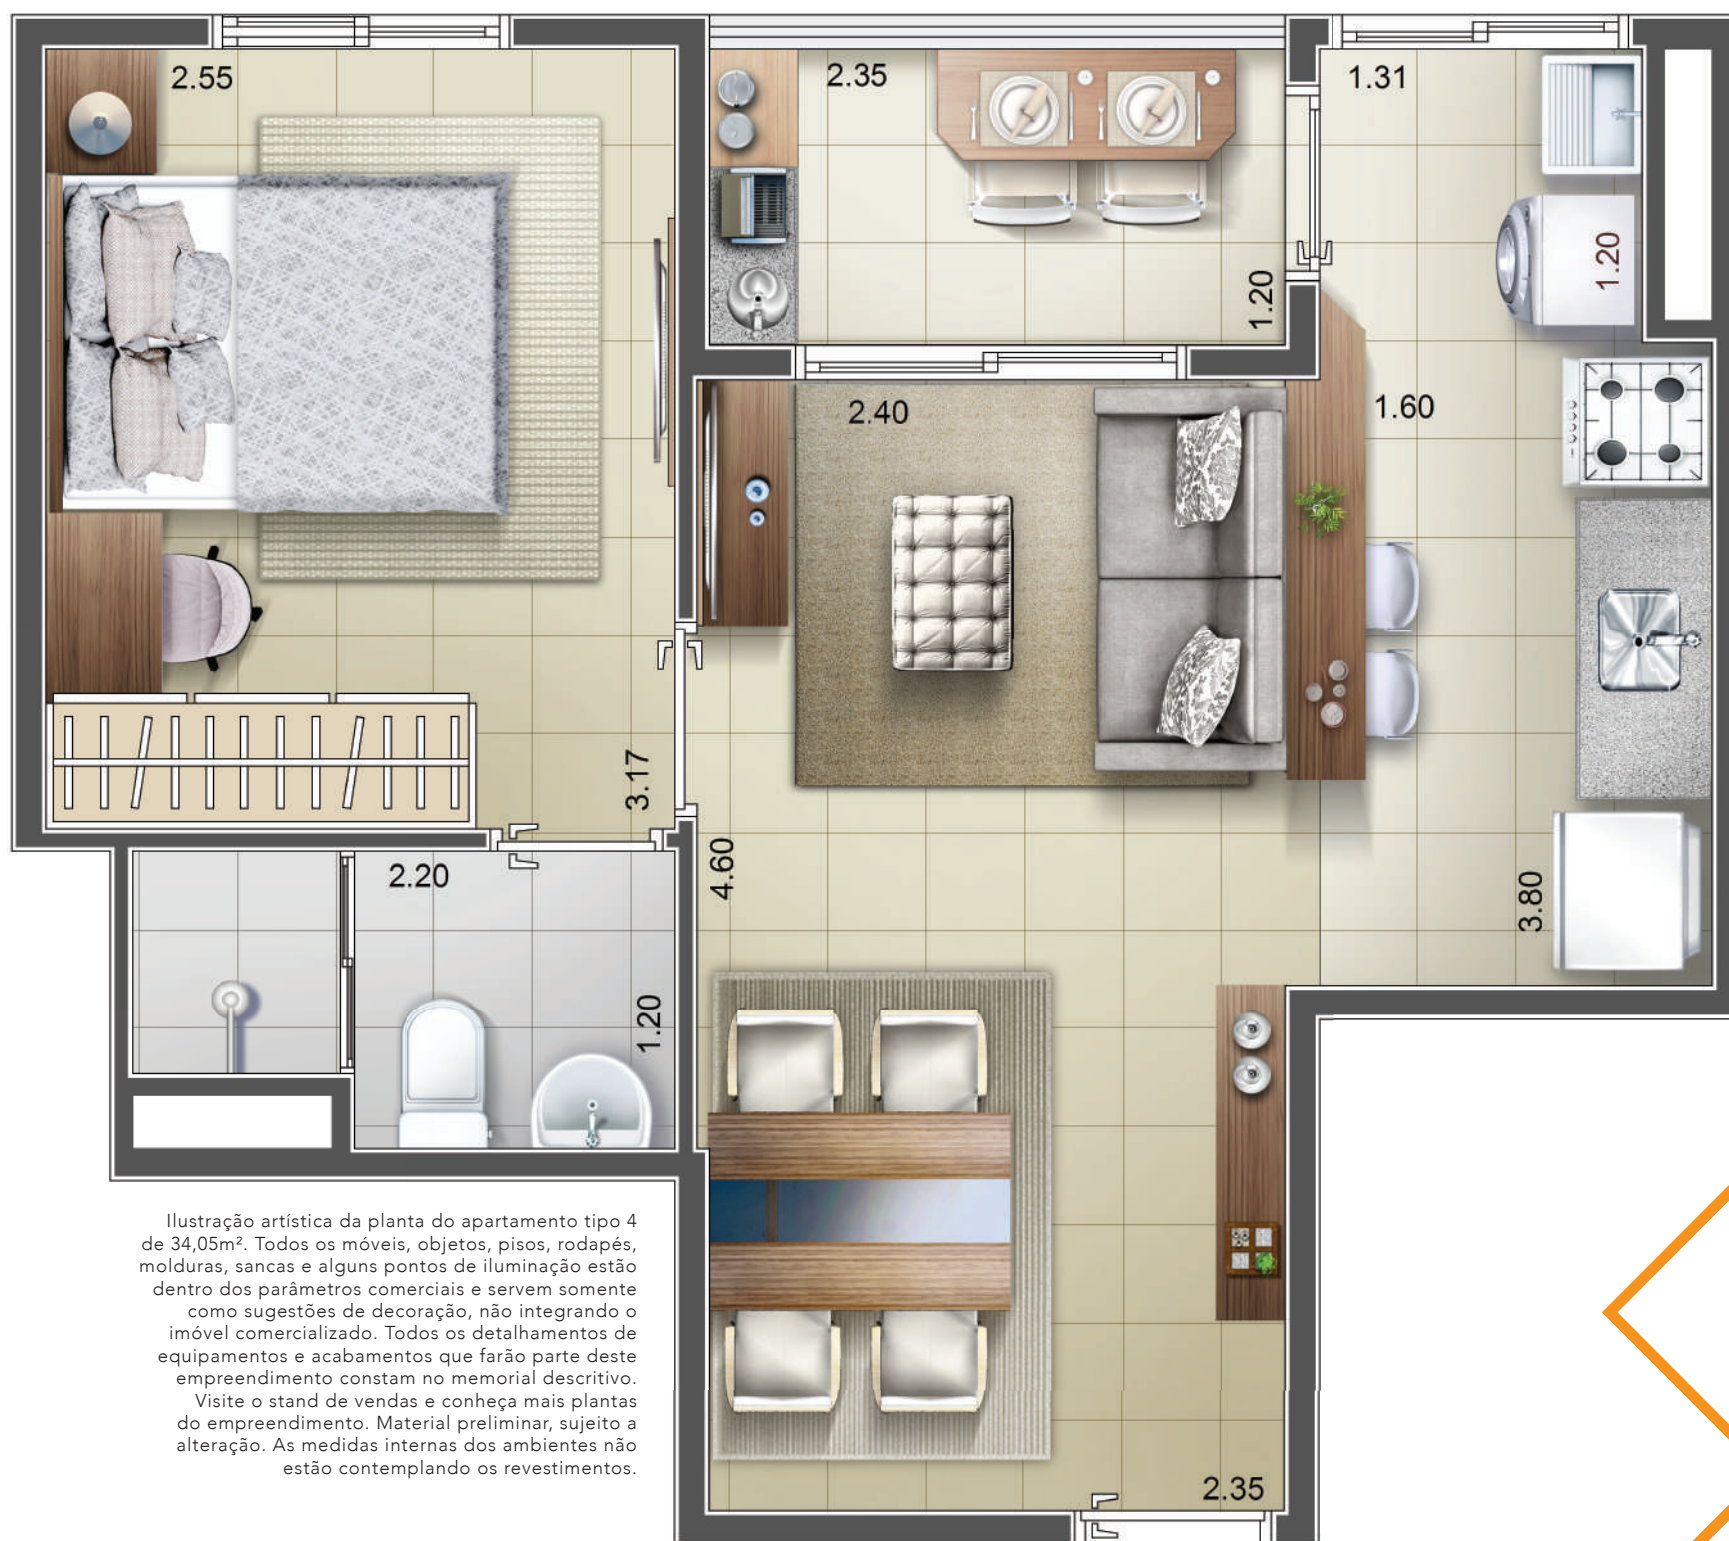 2.55
2.35
1.31
1.20
1.20
2.40
1.60
3.17
4.60
2.20
3.80
1.20
Ilustração artística da planta do apartamento tipo 4
de 34,05m². Todos os móveis, objetos, pisos, rodapés,
molduras, sancas e alguns pontos de iluminação estão
dentro dos parâmetros comerciais e servem somente
como sugestões de decoração, não integrando o
imóvel comercializado. Todos os detalhamentos de
equipamentos e acabamentos que farão parte deste
empreendimento constam no memorial descritivo.
Visite o stand de vendas e conheça mais plantas
do empreendimento. Material preliminar, sujeito a
alteração. As medidas internas dos ambientes não
estão contemplando os revestimentos.
2.35